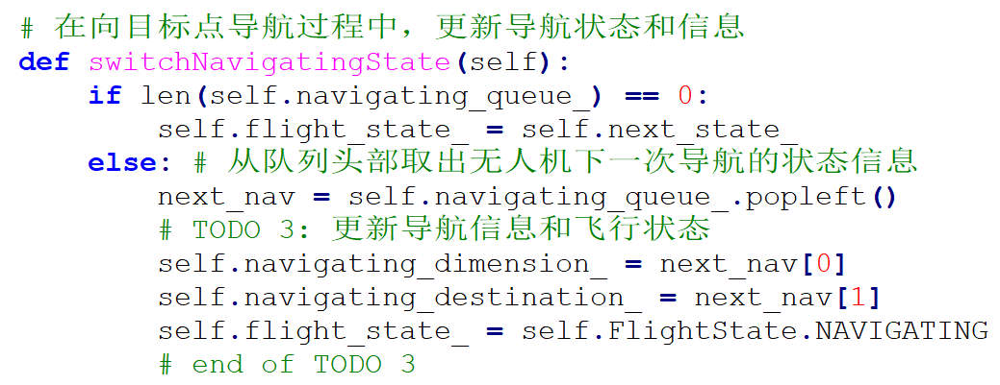 # 在向目标点导航过程中，更新导航状态和信息
def switchNavigatingState(self):
    if len(self.navigating_queue_) == 0:
        self.flight_state_ = self.next_state_
    else: # 从队列头部取出无人机下一次导航的状态信息
        next_nav = self.navigating_queue_.popleft()
        # TODO 3: 更新导航信息和飞行状态
        self.navigating_dimension_ = next_nav[0]
        self.navigating_destination_ = next_nav[1]
        self.flight_state_ = self.FlightState.NAVIGATING
        # end of TODO 3